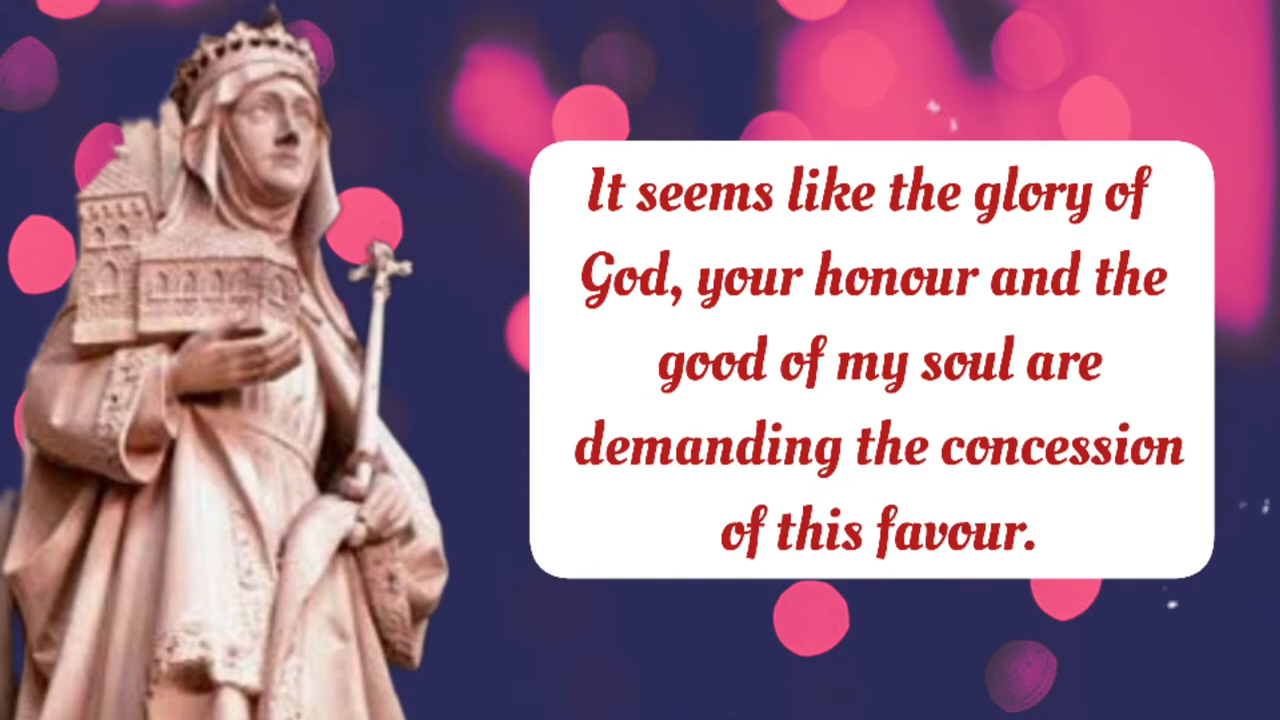 It seems like the glory of
God, your honour and the
good of my soul are
demanding the concession
of this favour.